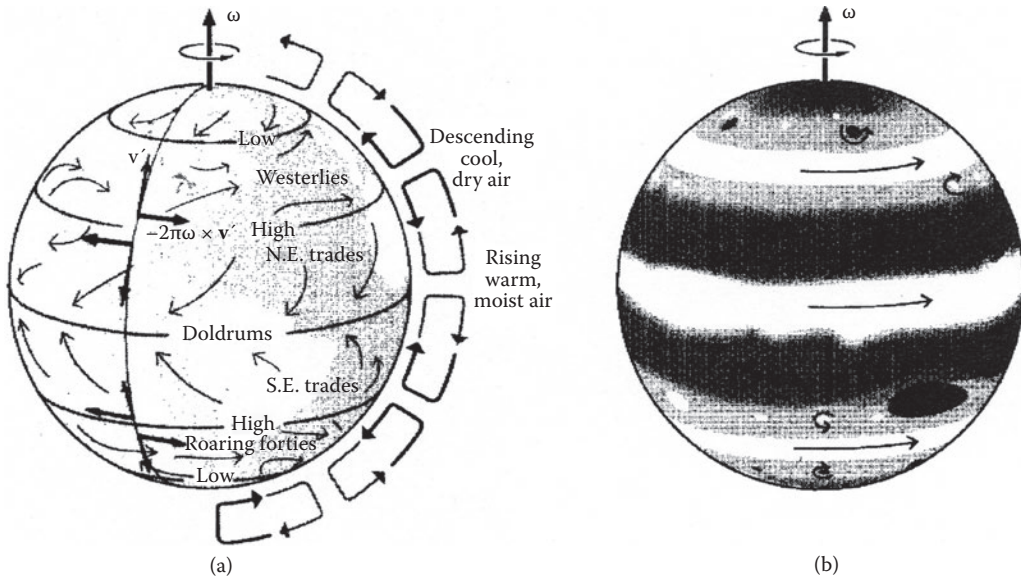 ω
Low
v′
Westerlies
−2πω × v′
High
N.E. trades
Doldrums
S.E. trades
High
Roaring forties
Low
Descending
cool,
dry air
Rising
warm,
moist air
(a)
ω
(b)